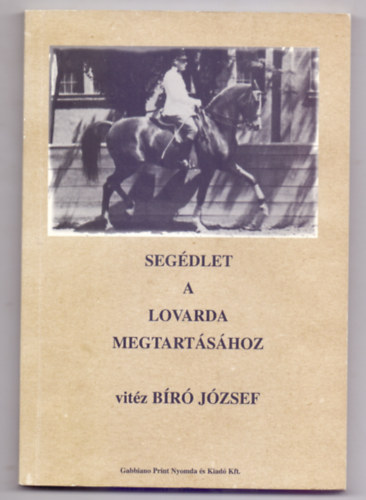 SEGÉDLET
A
LOVARDA
MEGTARTÁSÁHOZ
vitéz BÍRÓ JÓZSEF
Gabbiano Print Nyomda és Kiadó Kft.